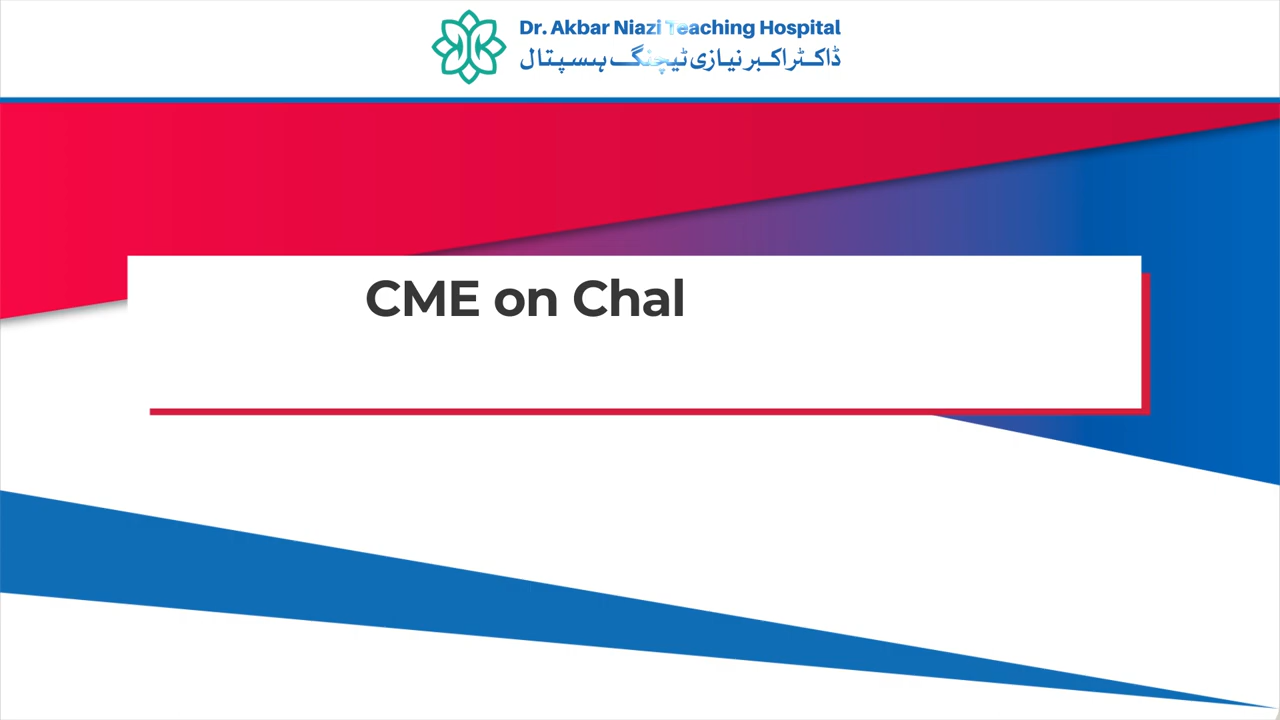 Dr. Akbar Niazi Teaching Hospital
ڈاکٹر اکبر نیازی ٹیچنگ ہسپتال
CME on Chal